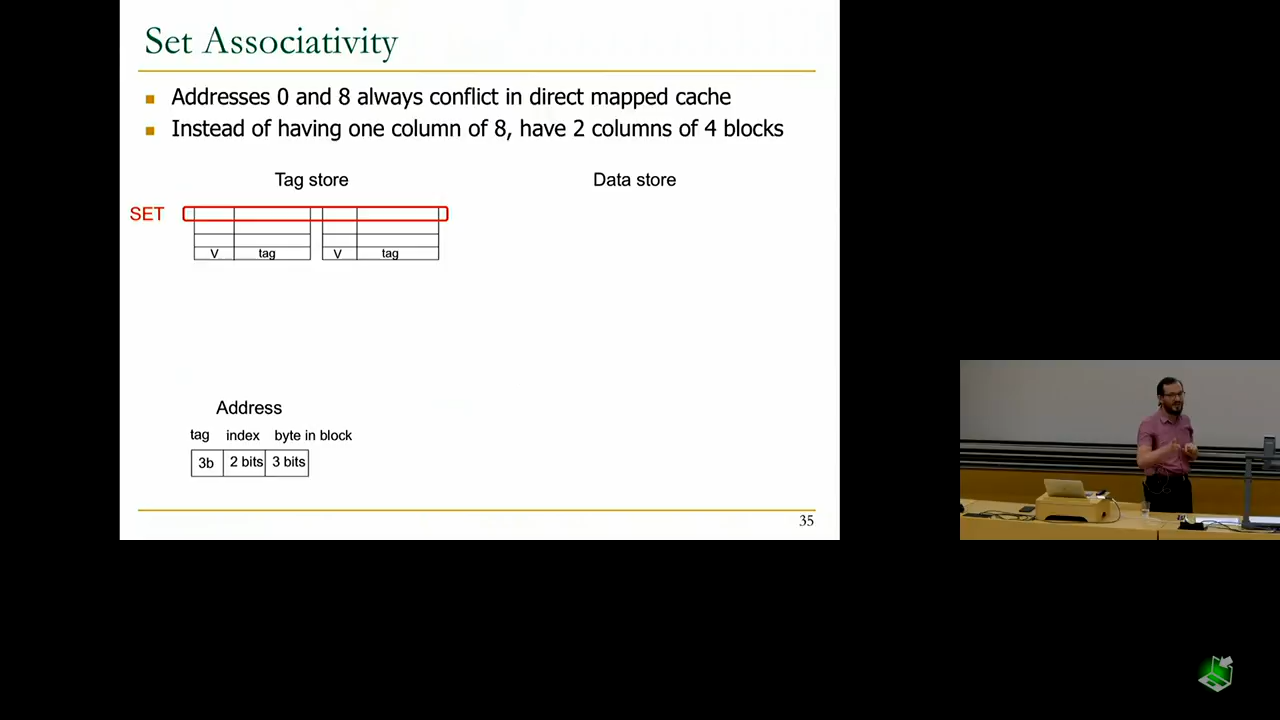 Set Associativity
Addresses 0 and 8 always conflict in direct mapped cache
Instead of having one column of 8, have 2 columns of 4 blocks
Tag store
Data store
SET
V tag V tag
Address
tag index byte in block
3b 2 bits 3 bits
35